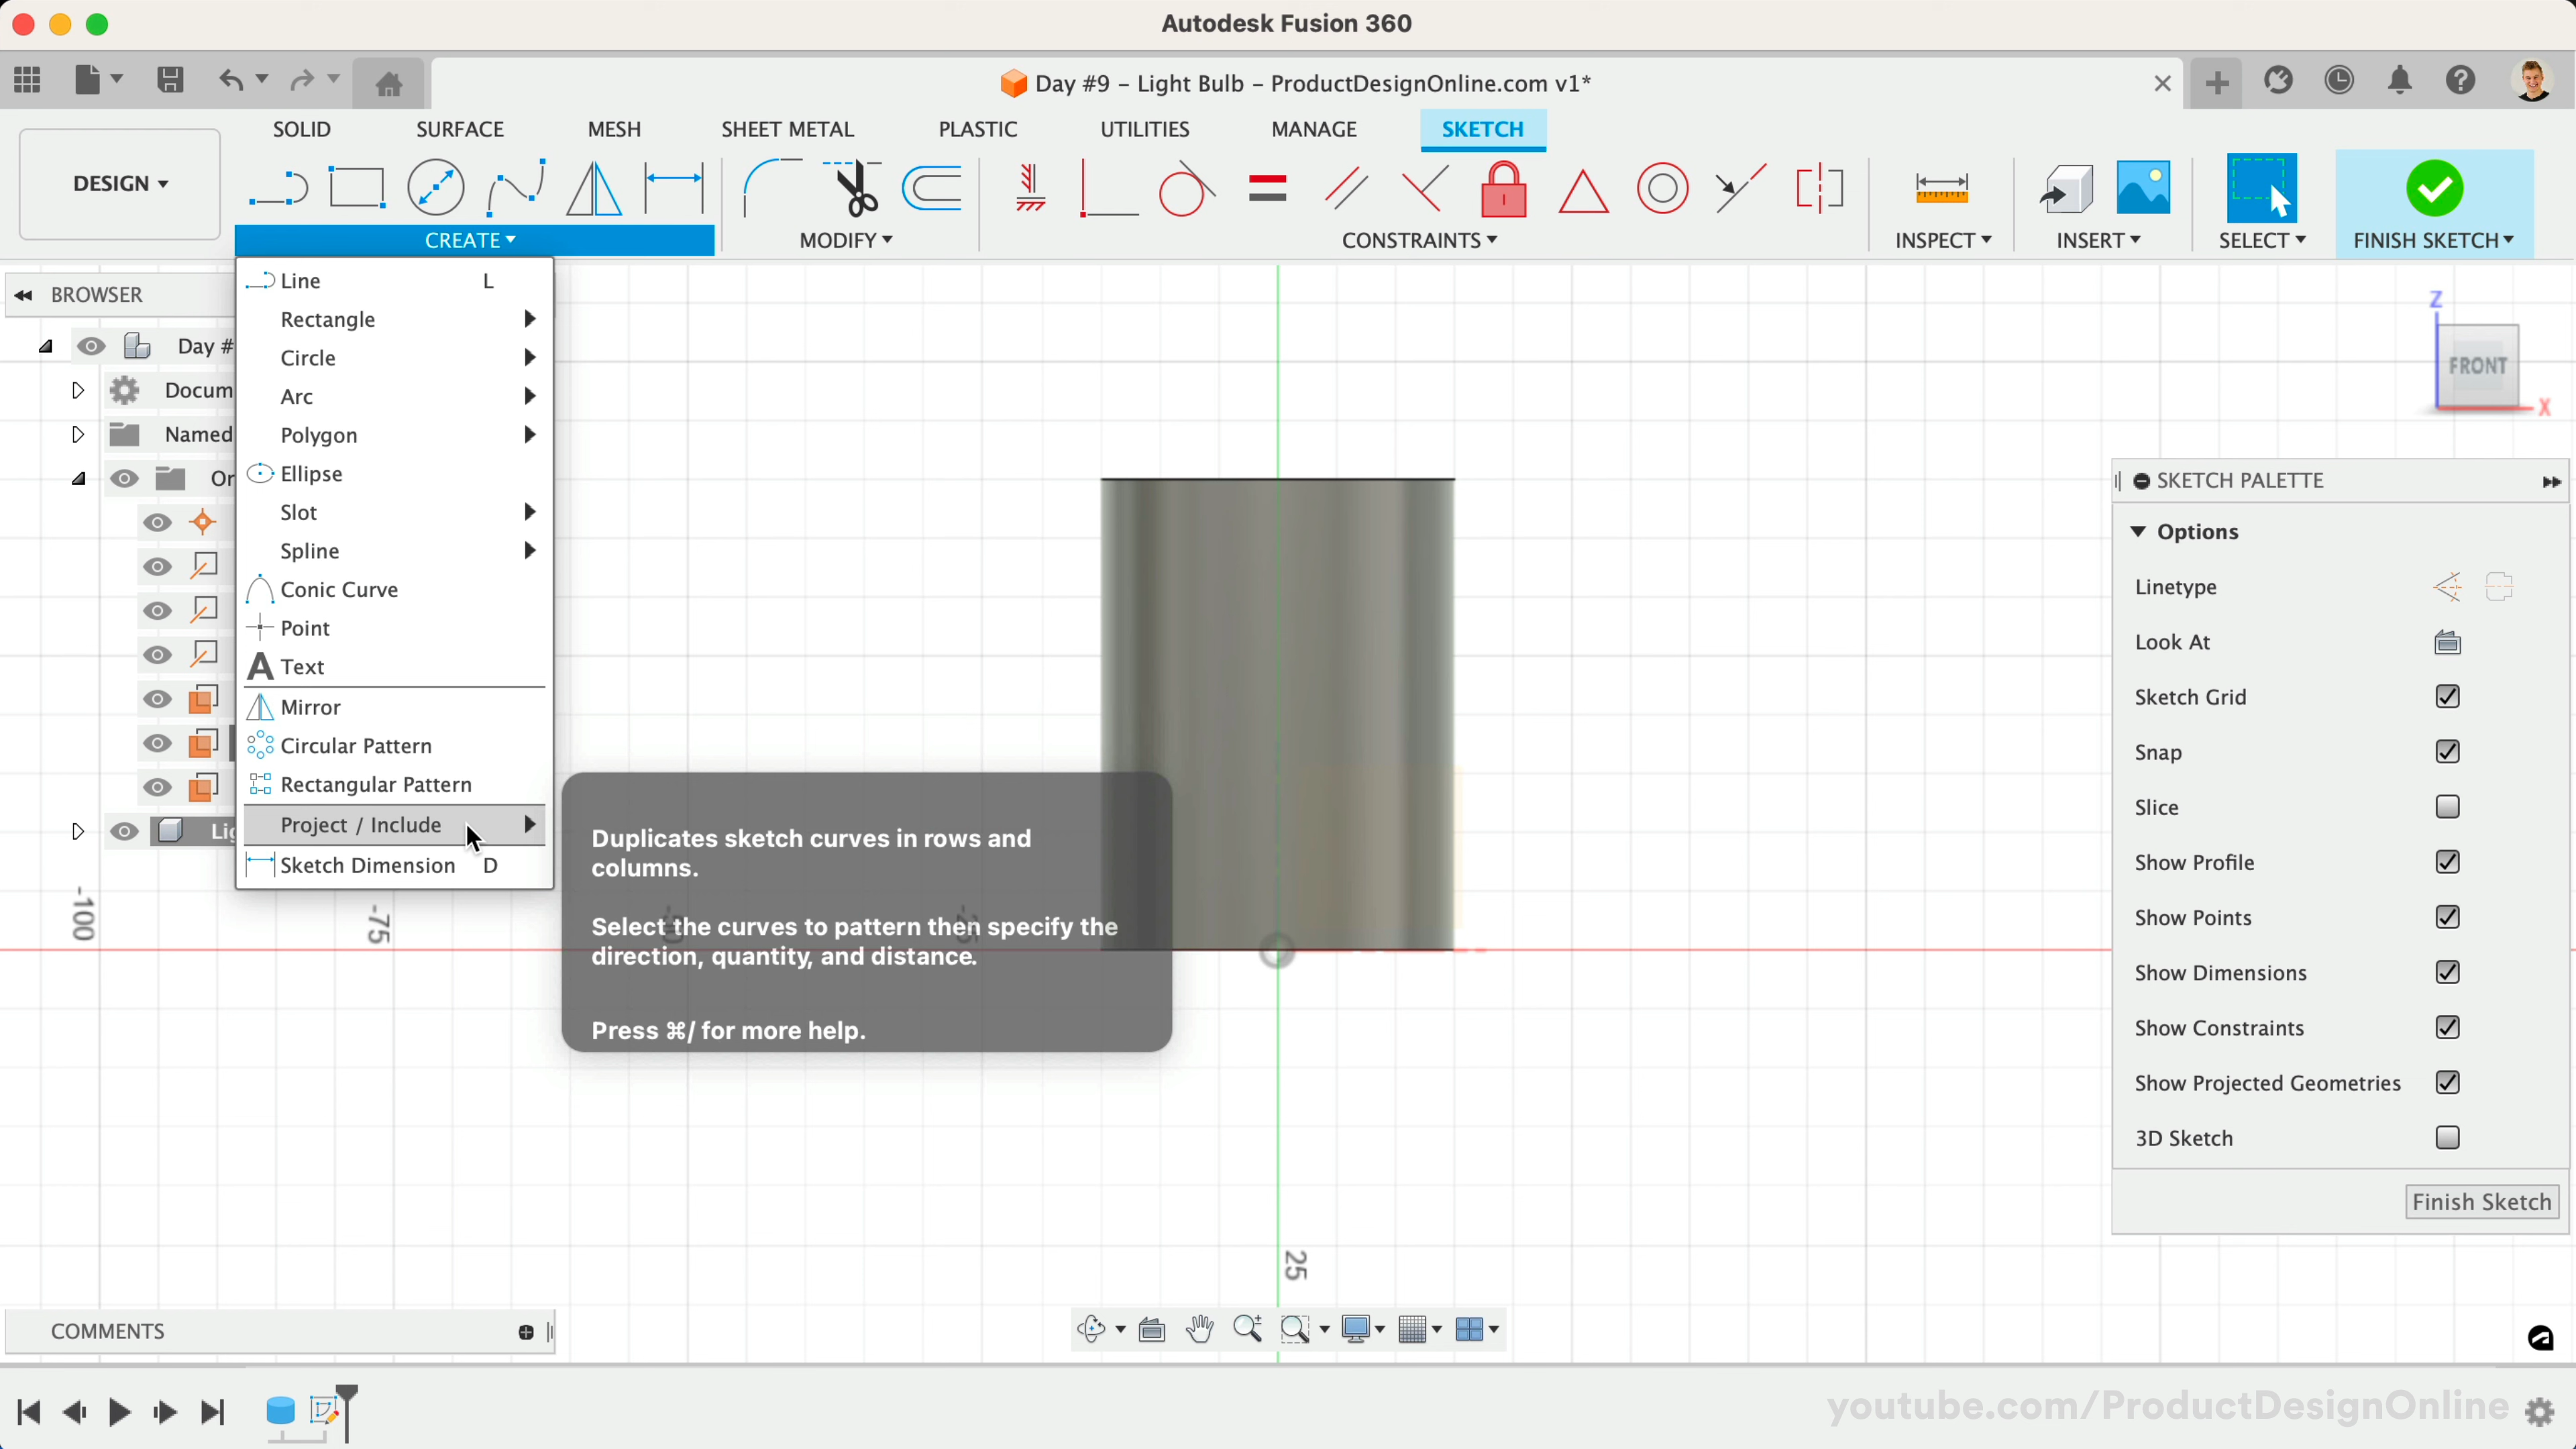 Autodesk Fusion 360
Day #9 – Light Bulb – ProductDesignOnline.com v1*
SOLID
SURFACE
MESH
SHEET METAL
PLASTIC
UTILITIES
MANAGE
SKETCH
DESIGN
CREATE
MODIFY
CONSTRAINTS
INSPECT
INSERT
SELECT
FINISH SKETCH
BROWSER
Day #
Docum
Named
Or
Lig
Line L
Rectangle
Circle
Arc
Polygon
Ellipse
Slot
Spline
Conic Curve
Point
A Text
Mirror
Circular Pattern
Rectangular Pattern
Project / Include
Sketch Dimension D
Duplicates sketch curves in rows and
columns.
Select the curves to pattern then specify the
direction, quantity, and distance.
Press ⌘/ for more help.
-100
-75
-50
-25
25
Z
FRONT
X
SKETCH PALETTE
Options
Linetype
Look At
Sketch Grid
Snap
Slice
Show Profile
Show Points
Show Dimensions
Show Constraints
Show Projected Geometries
3D Sketch
Finish Sketch
COMMENTS
youtube.com/ProductDesignOnline